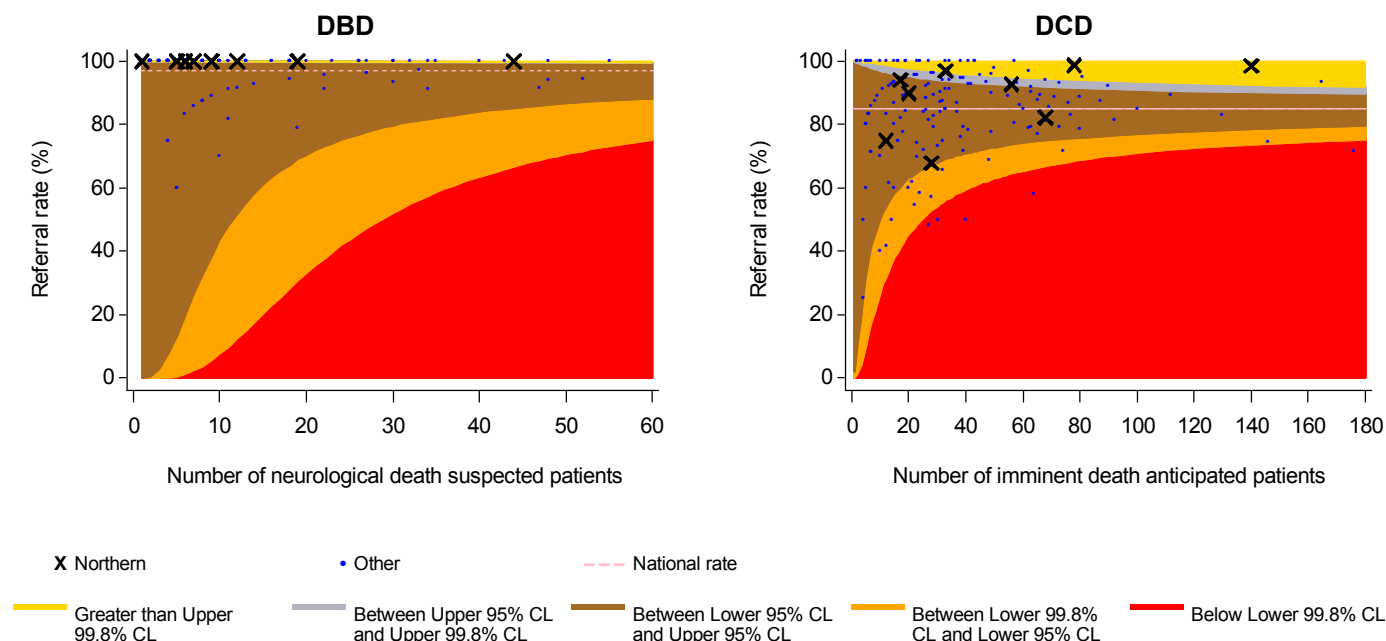 DBD
DCD
Referral rate (%)
100
80
60
40
20
0
0 10 20 30 40 50 60
Number of neurological death suspected patients
Referral rate (%)
100
80
60
40
20
0
0 20 40 60 80 100 120 140 160 180
Number of imminent death anticipated patients
X Northern
Other
National rate
Greater than Upper
99.8% CL
Between Upper 95% CL
and Upper 99.8% CL
Between Lower 95% CL
and Upper 95% CL
Between Lower 99.8%
CL and Lower 95% CL
Below Lower 99.8% CL